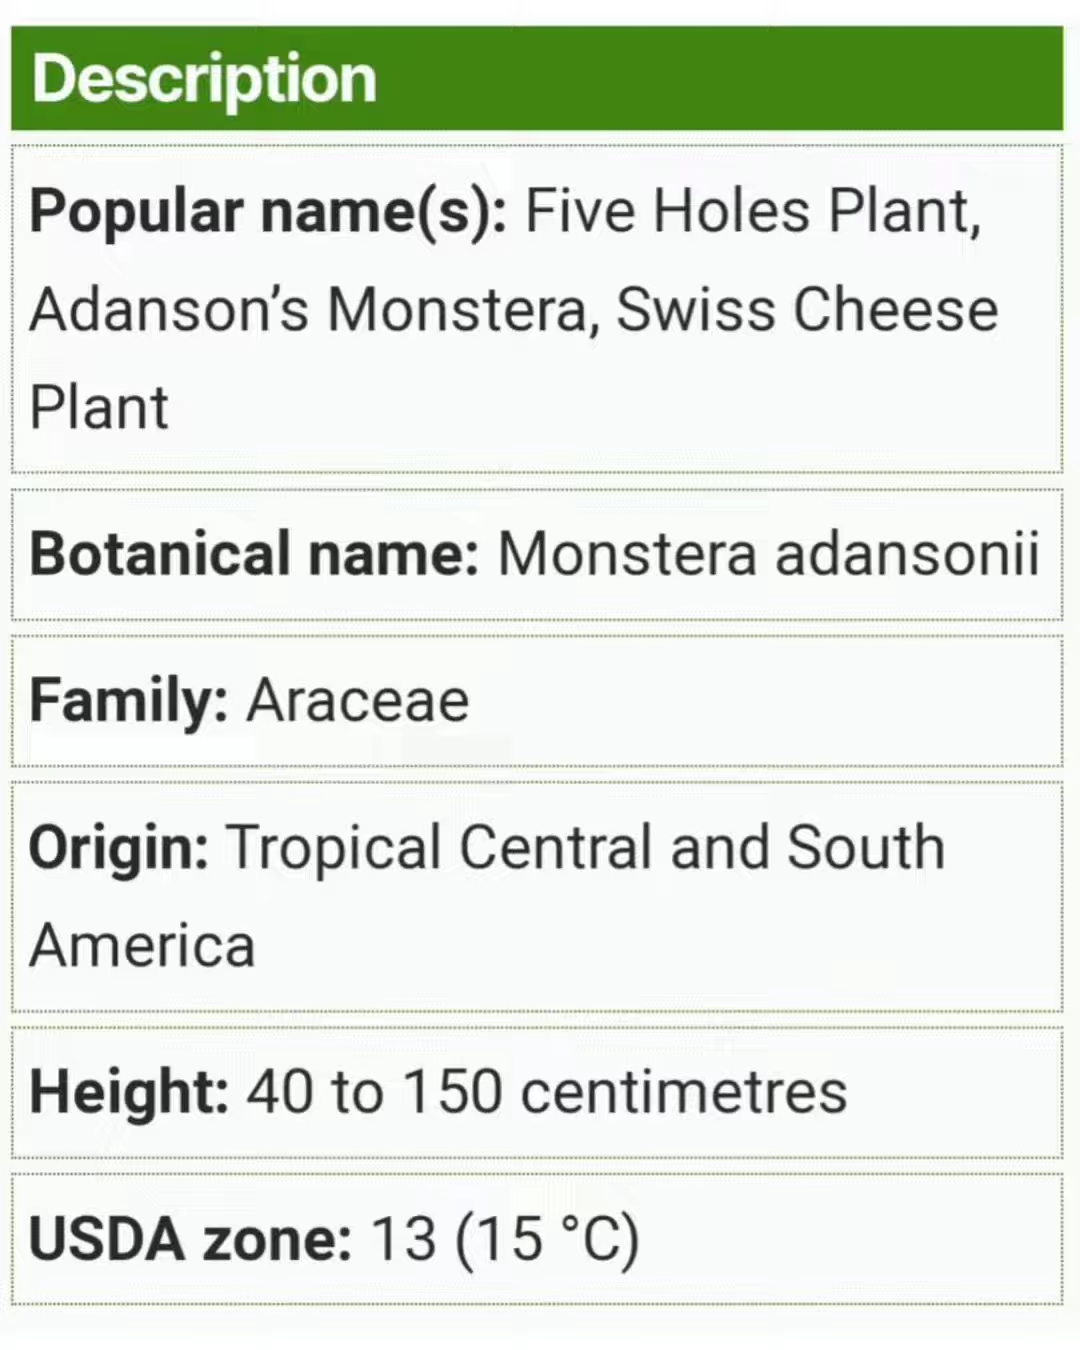 Description
Popular name(s): Five Holes Plant,
Adanson’s Monstera, Swiss Cheese
Plant
Botanical name: Monstera adansonii
Family: Araceae
Origin: Tropical Central and South
America
Height: 40 to 150 centimetres
USDA zone: 13 (15 °C)